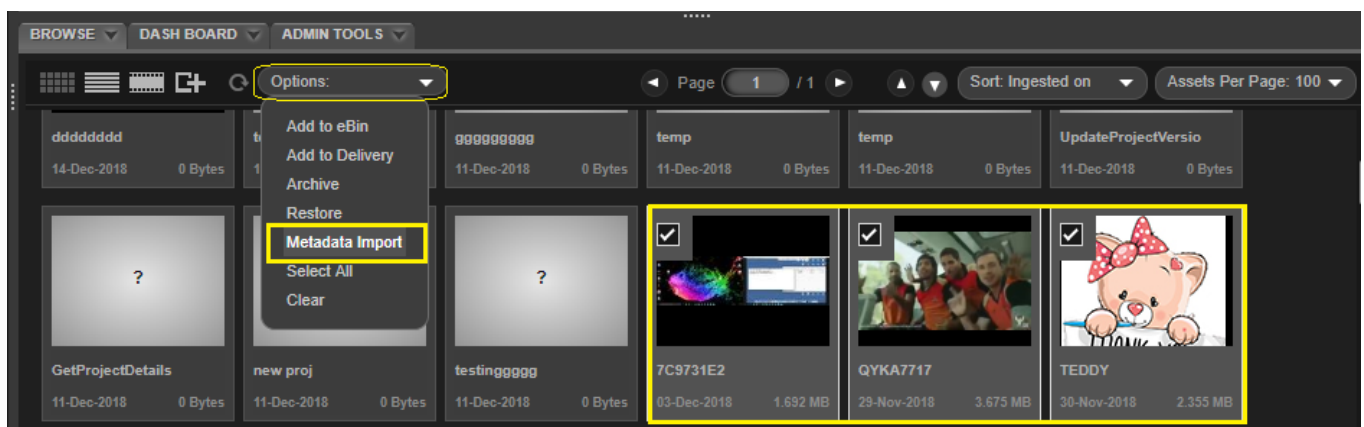 BROWSE DASH BOARD ADMIN TOOLS
Options: Page 1 / 1 Sort: Ingested on Assets Per Page: 100
Add to eBin
Add to Delivery
Archive
Restore
Metadata Import
Select All
Clear
dddddddd ggggggggg temp temp UpdateProjectVersio
14-Dec-2018 0 Bytes 11-Dec-2018 0 Bytes 11-Dec-2018 0 Bytes 11-Dec-2018 0 Bytes 11-Dec-2018 0 Bytes
? ?
THANK
GetProjectDetails new proj testinggggg 7C9731E2 QYKA7717 TEDDY
11-Dec-2018 0 Bytes 11-Dec-2018 0 Bytes 11-Dec-2018 0 Bytes 03-Dec-2018 1.692 MB 29-Nov-2018 3.675 MB 30-Nov-2018 2.355 MB